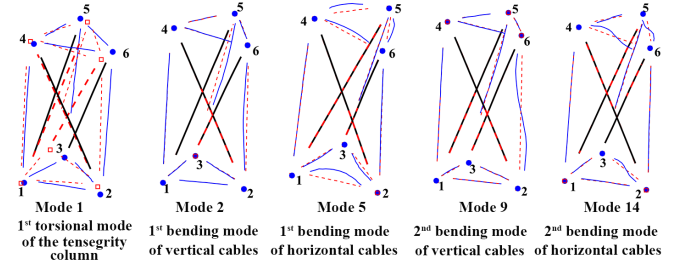 5 5 5 5 5
4 4 4 4 4
6 6 6 6 6
3 3 3 3 3
1 2 1 2 1 2 1 2 1 2
Mode 1 Mode 2 Mode 5 Mode 9 Mode 14
1st torsional mode 1st bending mode 1st bending mode 2nd bending mode 2nd bending mode
of the tensegrity of vertical cables of horizontal cables of vertical cables of horizontal cables
column